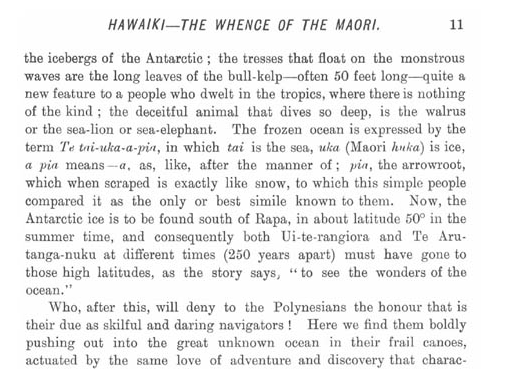 HAWAIKI—THE WHENCE OF THE MAORI. 11
the icebergs of the Antarctic ; the tresses that float on the monstrous
waves are the long leaves of the bull-kelp—often 50 feet long—quite a
new feature to a people who dwelt in the tropics, where there is nothing
of the kind ; the deceitful animal that dives so deep, is the walrus
or the sea-lion or sea-elephant. The frozen ocean is expressed by the
term Te tai-uka-a-pia, in which tai is the sea, uka (Maori huka) is ice,
a pia means—a, as, like, after the manner of ; pia, the arrowroot,
which when scraped is exactly like snow, to which this simple people
compared it as the only or best simile known to them. Now, the
Antarctic ice is to be found south of Rapa, in about latitude 50° in the
summer time, and consequently both Ui-te-rangiora and Te Aru-
tanga-nuku at different times (250 years apart) must have gone to
those high latitudes, as the story says, “ to see the wonders of the
ocean.”
Who, after this, will deny to the Polynesians the honour that is
their due as skilful and daring navigators ! Here we find them boldly
pushing out into the great unknown ocean in their frail canoes,
actuated by the same love of adventure and discovery that charac-